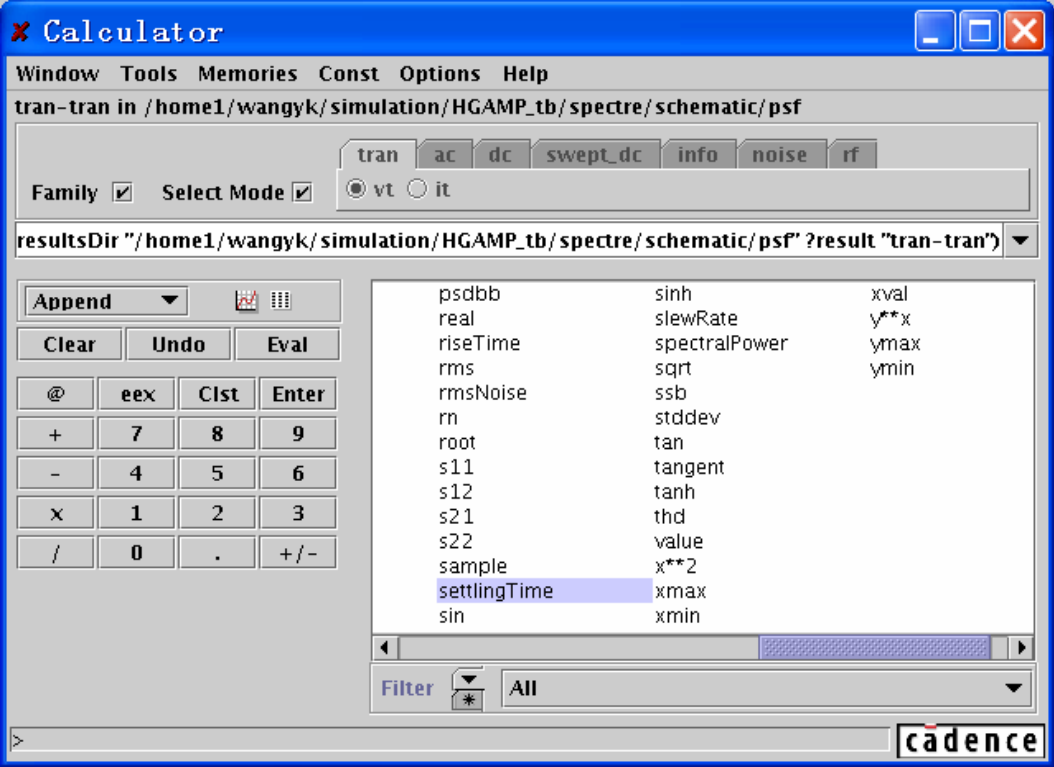 Calculator
Window Tools Memories Const Options Help
tran-tran in /home1/wangyk/simulation/HGAMP_tb/spectre/schematic/psf
tran ac dc swept_dc info noise rf
Family Select Mode vt it
resultsDir "/home1/wangyk/simulation/HGAMP_tb/spectre/schematic/psf" ?result "tran-tran")
Append
Clear Undo Eval
@ eex Clst Enter
+ 7 8 9
- 4 5 6
x 1 2 3
/ 0 . +/-
psdbb sinh xval
real slewRate y**x
riseTime spectralPower ymax
rms sqrt ymin
rmsNoise ssb
rn stddev
root tan
s11 tangent
s12 tanh
s21 thd
s22 value
sample x**2
settlingTime xmax
sin xmin
Filter All
>
cadence